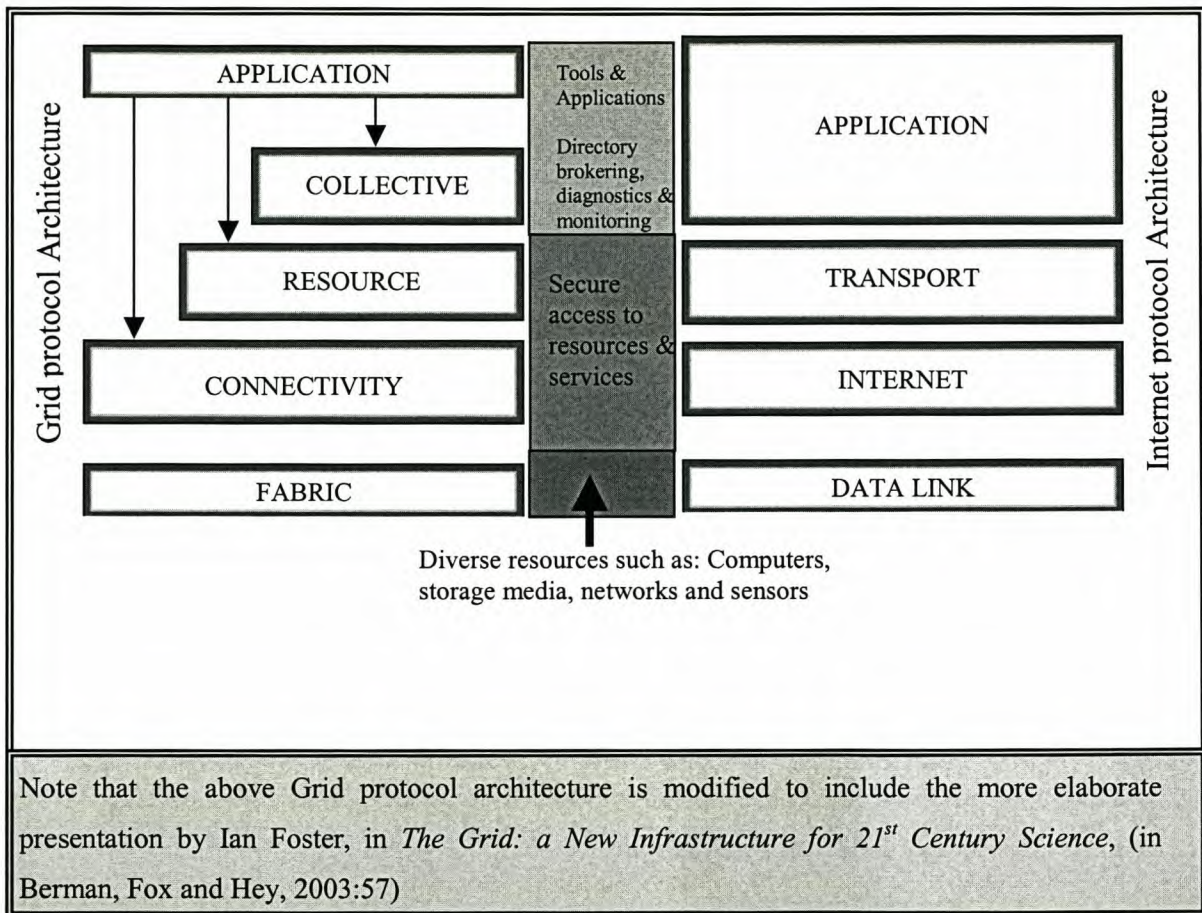 Grid protocol Architecture
APPLICATION
COLLECTIVE
RESOURCE
CONNECTIVITY
FABRIC
Tools &
Applications
Directory
brokering,
diagnostics &
monitoring
Secure
access to
resources &
services
APPLICATION
TRANSPORT
INTERNET
DATA LINK
Internet protocol Architecture
Diverse resources such as: Computers,
storage media, networks and sensors
Note that the above Grid protocol architecture is modified to include the more elaborate
presentation by Ian Foster, in The Grid: a New Infrastructure for 21st Century Science, (in
Berman, Fox and Hey, 2003:57)